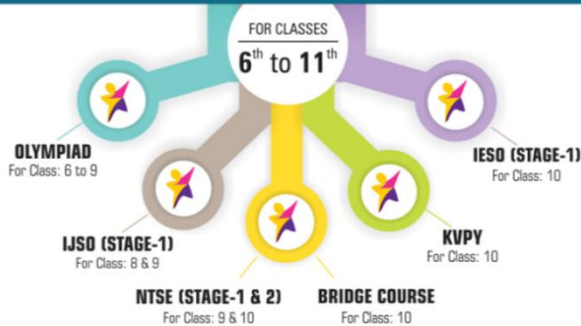 FOR CLASSES
6th to 11th
OLYMPIAD
For Class: 6 to 9
IESO (STAGE-1)
For Class: 10
IJSO (STAGE-1)
For Class: 8 & 9
KVPY
For Class: 10
NTSE (STAGE-1 & 2)
For Class: 9 & 10
BRIDGE COURSE
For Class: 10